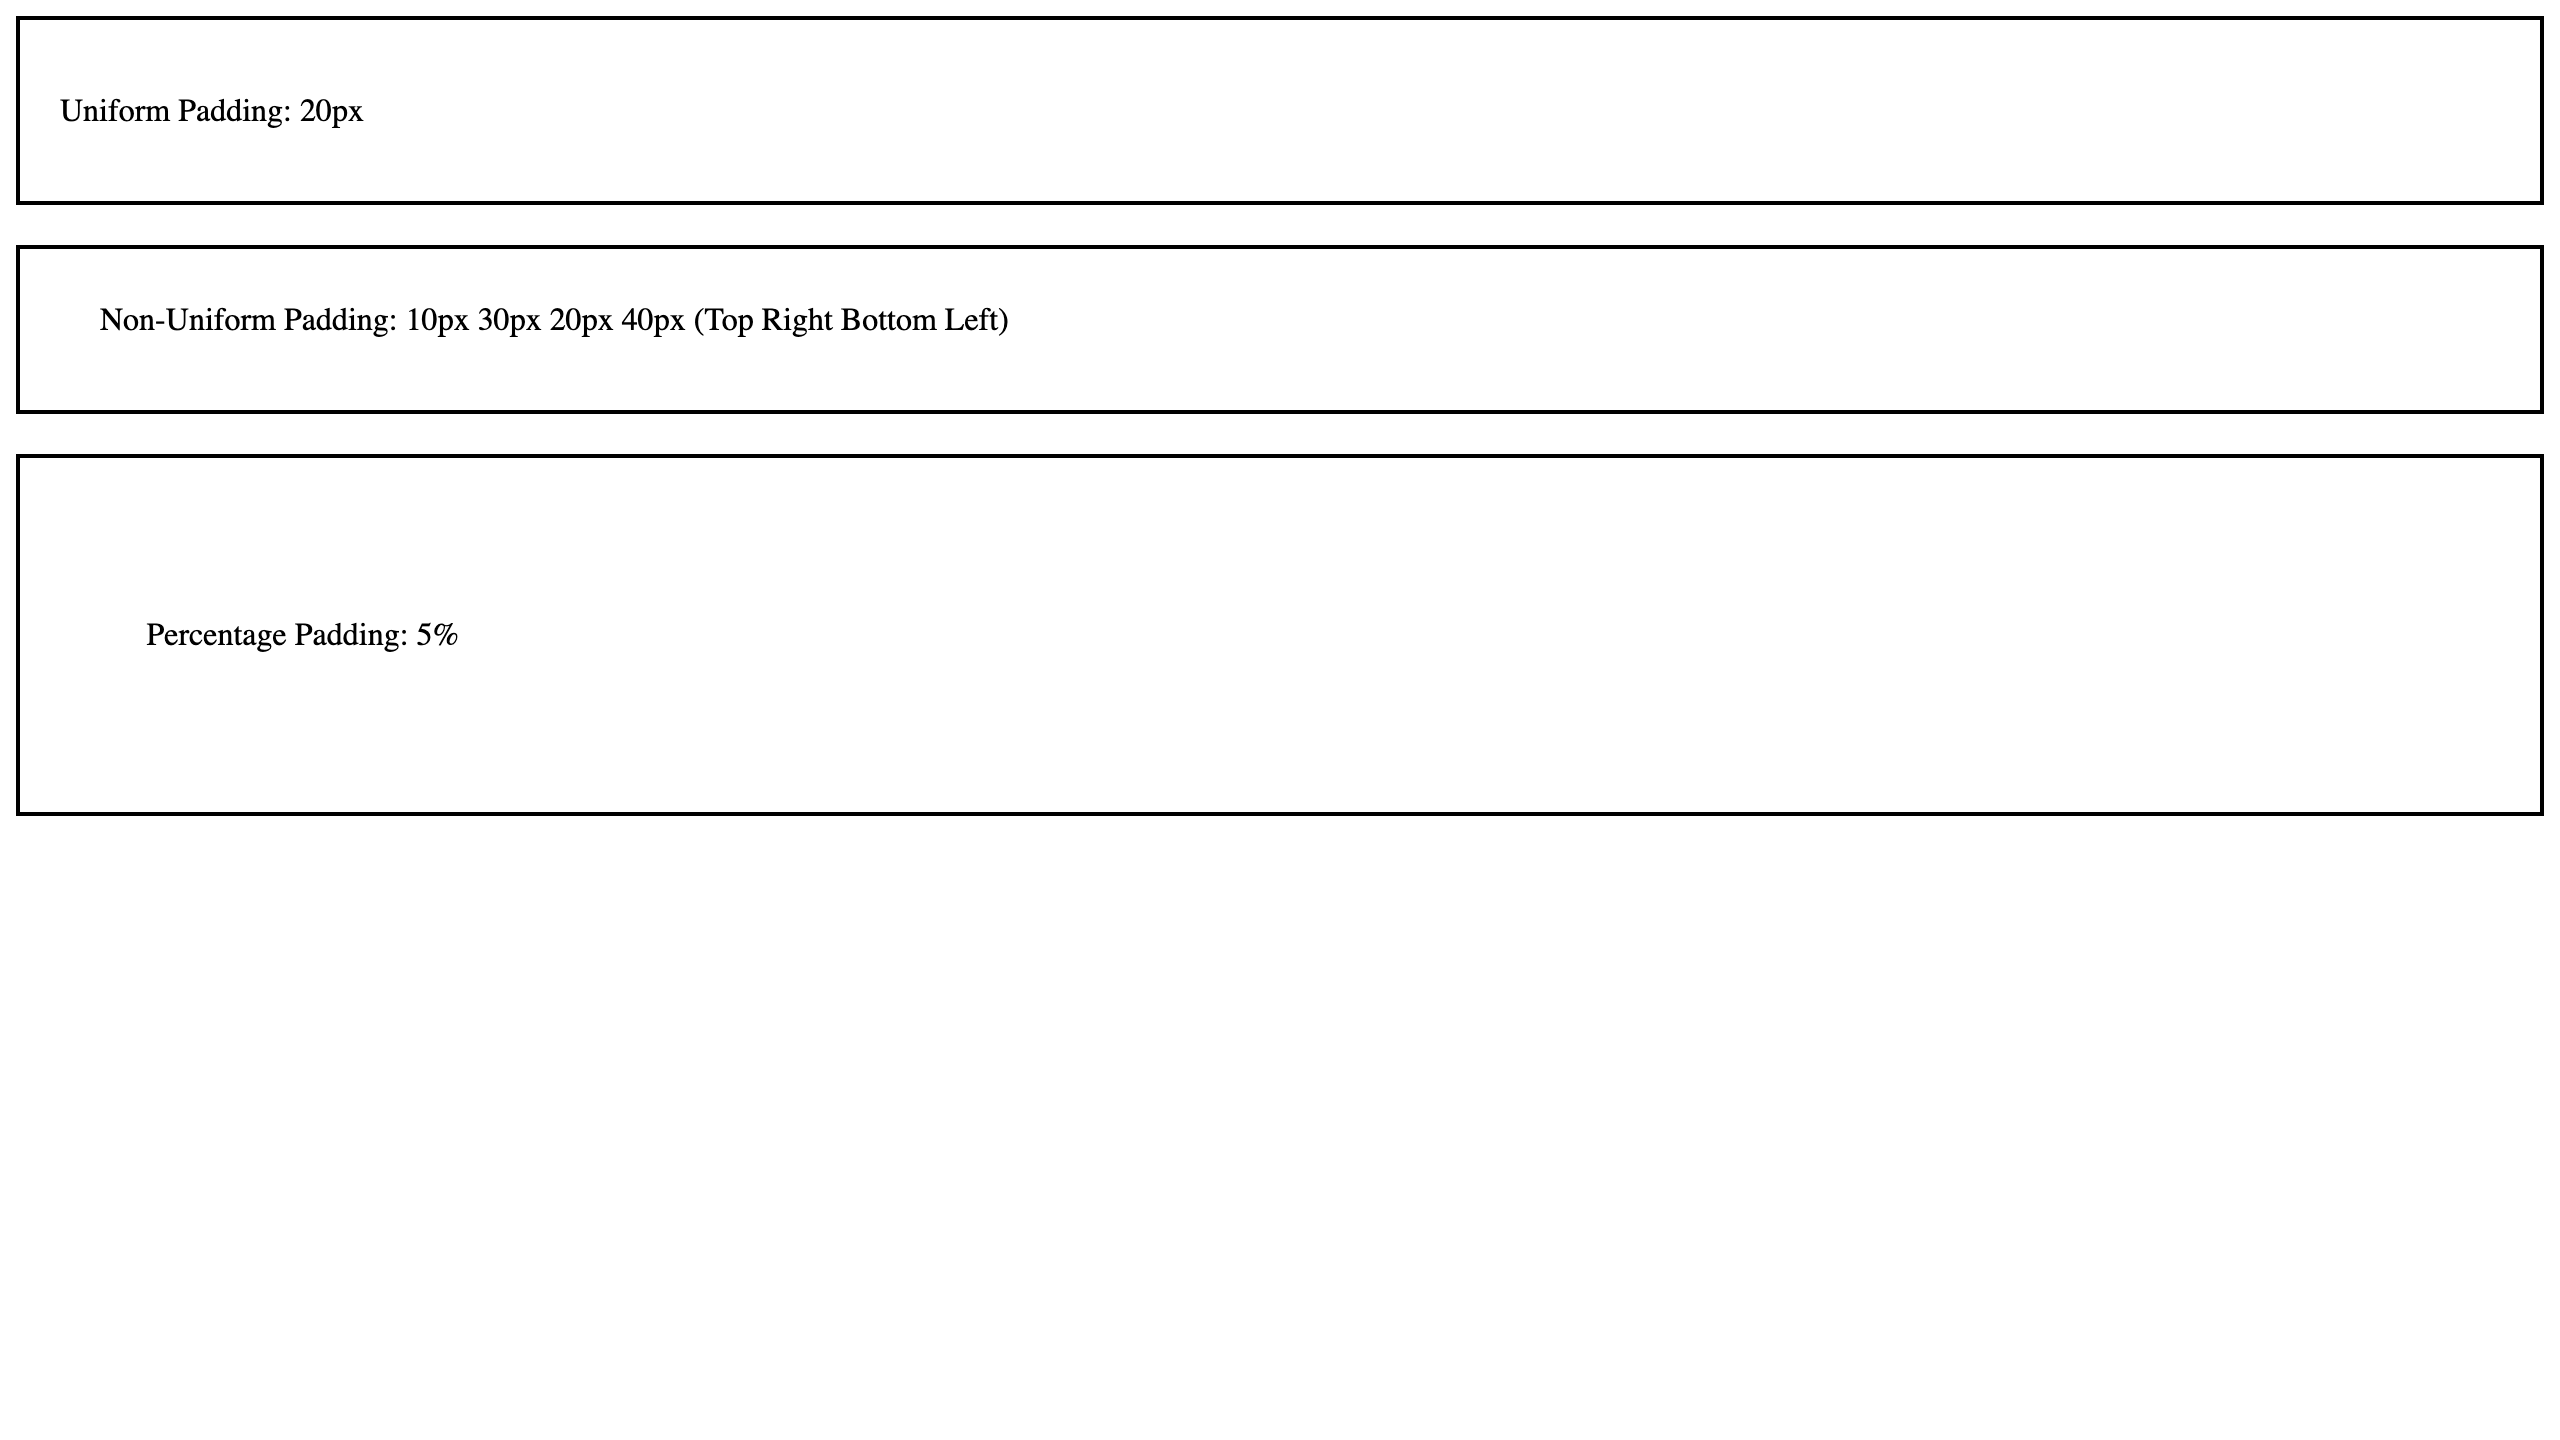 Uniform Padding: 20px
Non-Uniform Padding: 10px 30px 20px 40px (Top Right Bottom Left)
Percentage Padding: 5%